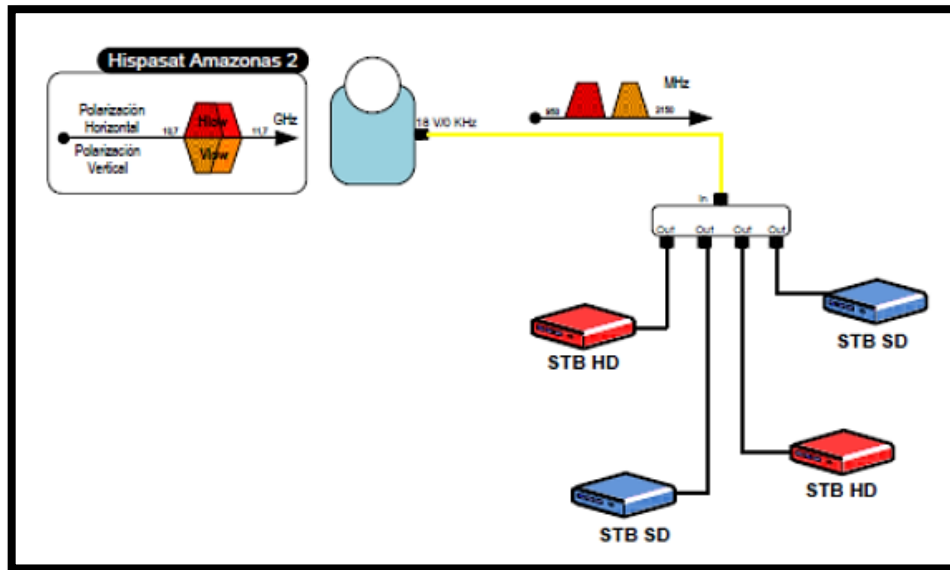 Hispasat Amazonas 2
Polarización
Horizontal
GHz
10,7
Hlow
11,7
Vlow
Polarización
Vertical
18 V/0 KHz
MHz
950
2150
In
Out Out Out Out
STB HD
STB SD
STB HD
STB SD